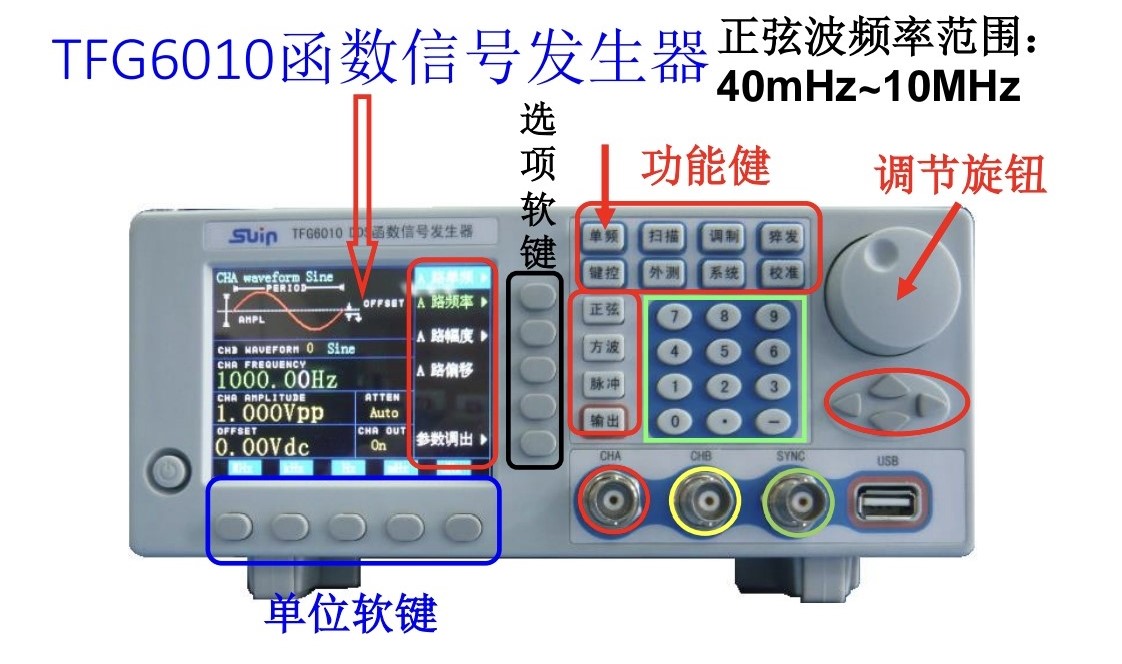 TFG6010函数信号发生器
正弦波频率范围：
40mHz~10MHz
选项软键
功能健
调节旋钮
SUIN TFG6010 DDS函数信号发生器
CHA waveform Sine
PERIOD
OFFSET
AMPL
CHB WAVEFORM 0 Sine
CHA FREQUENCY
1000.00Hz
CHA AMPLITUDE ATTEN
1.000Vpp Auto
OFFSET CHA OUT
0.00Vdc On
A 路单频
A 路频率
A 路幅度
A 路偏移
参数调出
kHz Hz
单频 扫描 调制 猝发
键控 外测 系统 校准
正弦
方波
脉冲
输出
7 8 9
4 5 6
1 2 3
0 · −
CHA CHB SYNC USB
单位软键